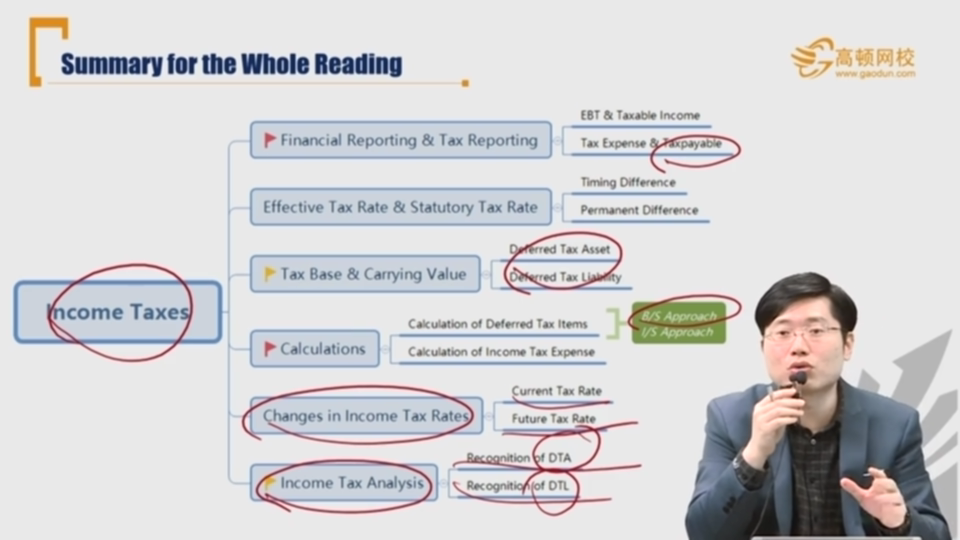 Summary for the Whole Reading
高顿网校
www.gaodun.com
Income Taxes
Financial Reporting & Tax Reporting
EBT & Taxable Income
Tax Expense & Taxpayable
Effective Tax Rate & Statutory Tax Rate
Timing Difference
Permanent Difference
Tax Base & Carrying Value
Deferred Tax Asset
Deferred Tax Liability
Calculations
Calculation of Deferred Tax Items
Calculation of Income Tax Expense
B/S Approach
I/S Approach
Changes in Income Tax Rates
Current Tax Rate
Future Tax Rate
Income Tax Analysis
Recognition of DTA
Recognition of DTL